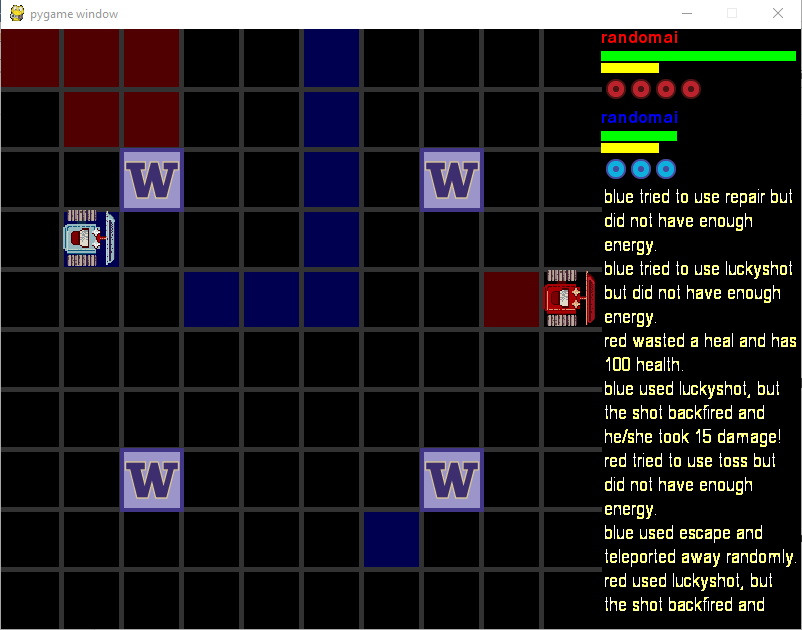 pygame window
randomai
randomai
W
W
W
W
blue tried to use repair but
did not have enough
energy.
blue tried to use luckyshot
but did not have enough
energy.
red wasted a heal and has
100 health.
blue used luckyshot, but
the shot backfired and
he/she took 15 damage!
red tried to use toss but
did not have enough
energy.
blue used escape and
teleported away randomly.
red used luckyshot, but
the shot backfired and